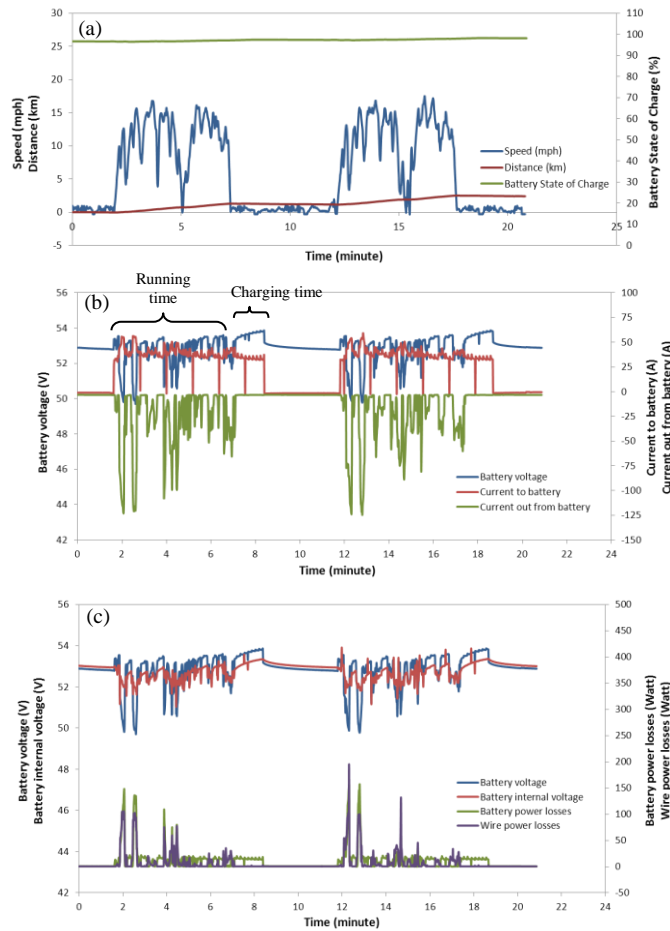 (a)
30
25
20
15
10
5
0
-5
Speed (mph)
Distance (km)
110
100
90
80
70
60
50
40
30
20
10
0
Battery State of Charge (%)
Speed (mph)
Distance (km)
Battery State of Charge
0 5 10 15 20 25
Time (minute)
(b)
Running
time
Charging time
56
54
52
50
48
46
44
42
Battery voltage (V)
100
75
50
25
0
-25
-50
-75
-100
-125
-150
Current to battery (A)
Current out from battery (A)
Battery voltage
Current to battery
Current out from battery
0 2 4 6 8 10 12 14 16 18 20 22 24
Time (minute)
(c)
56
54
52
50
48
46
44
42
Battery voltage (V)
Battery internal voltage (V)
500
450
400
350
300
250
200
150
100
50
0
-50
Battery power losses (Watt)
Wire power losses (Watt)
Battery voltage
Battery internal voltage
Battery power losses
Wire power losses
0 2 4 6 8 10 12 14 16 18 20 22 24
Time (minute)